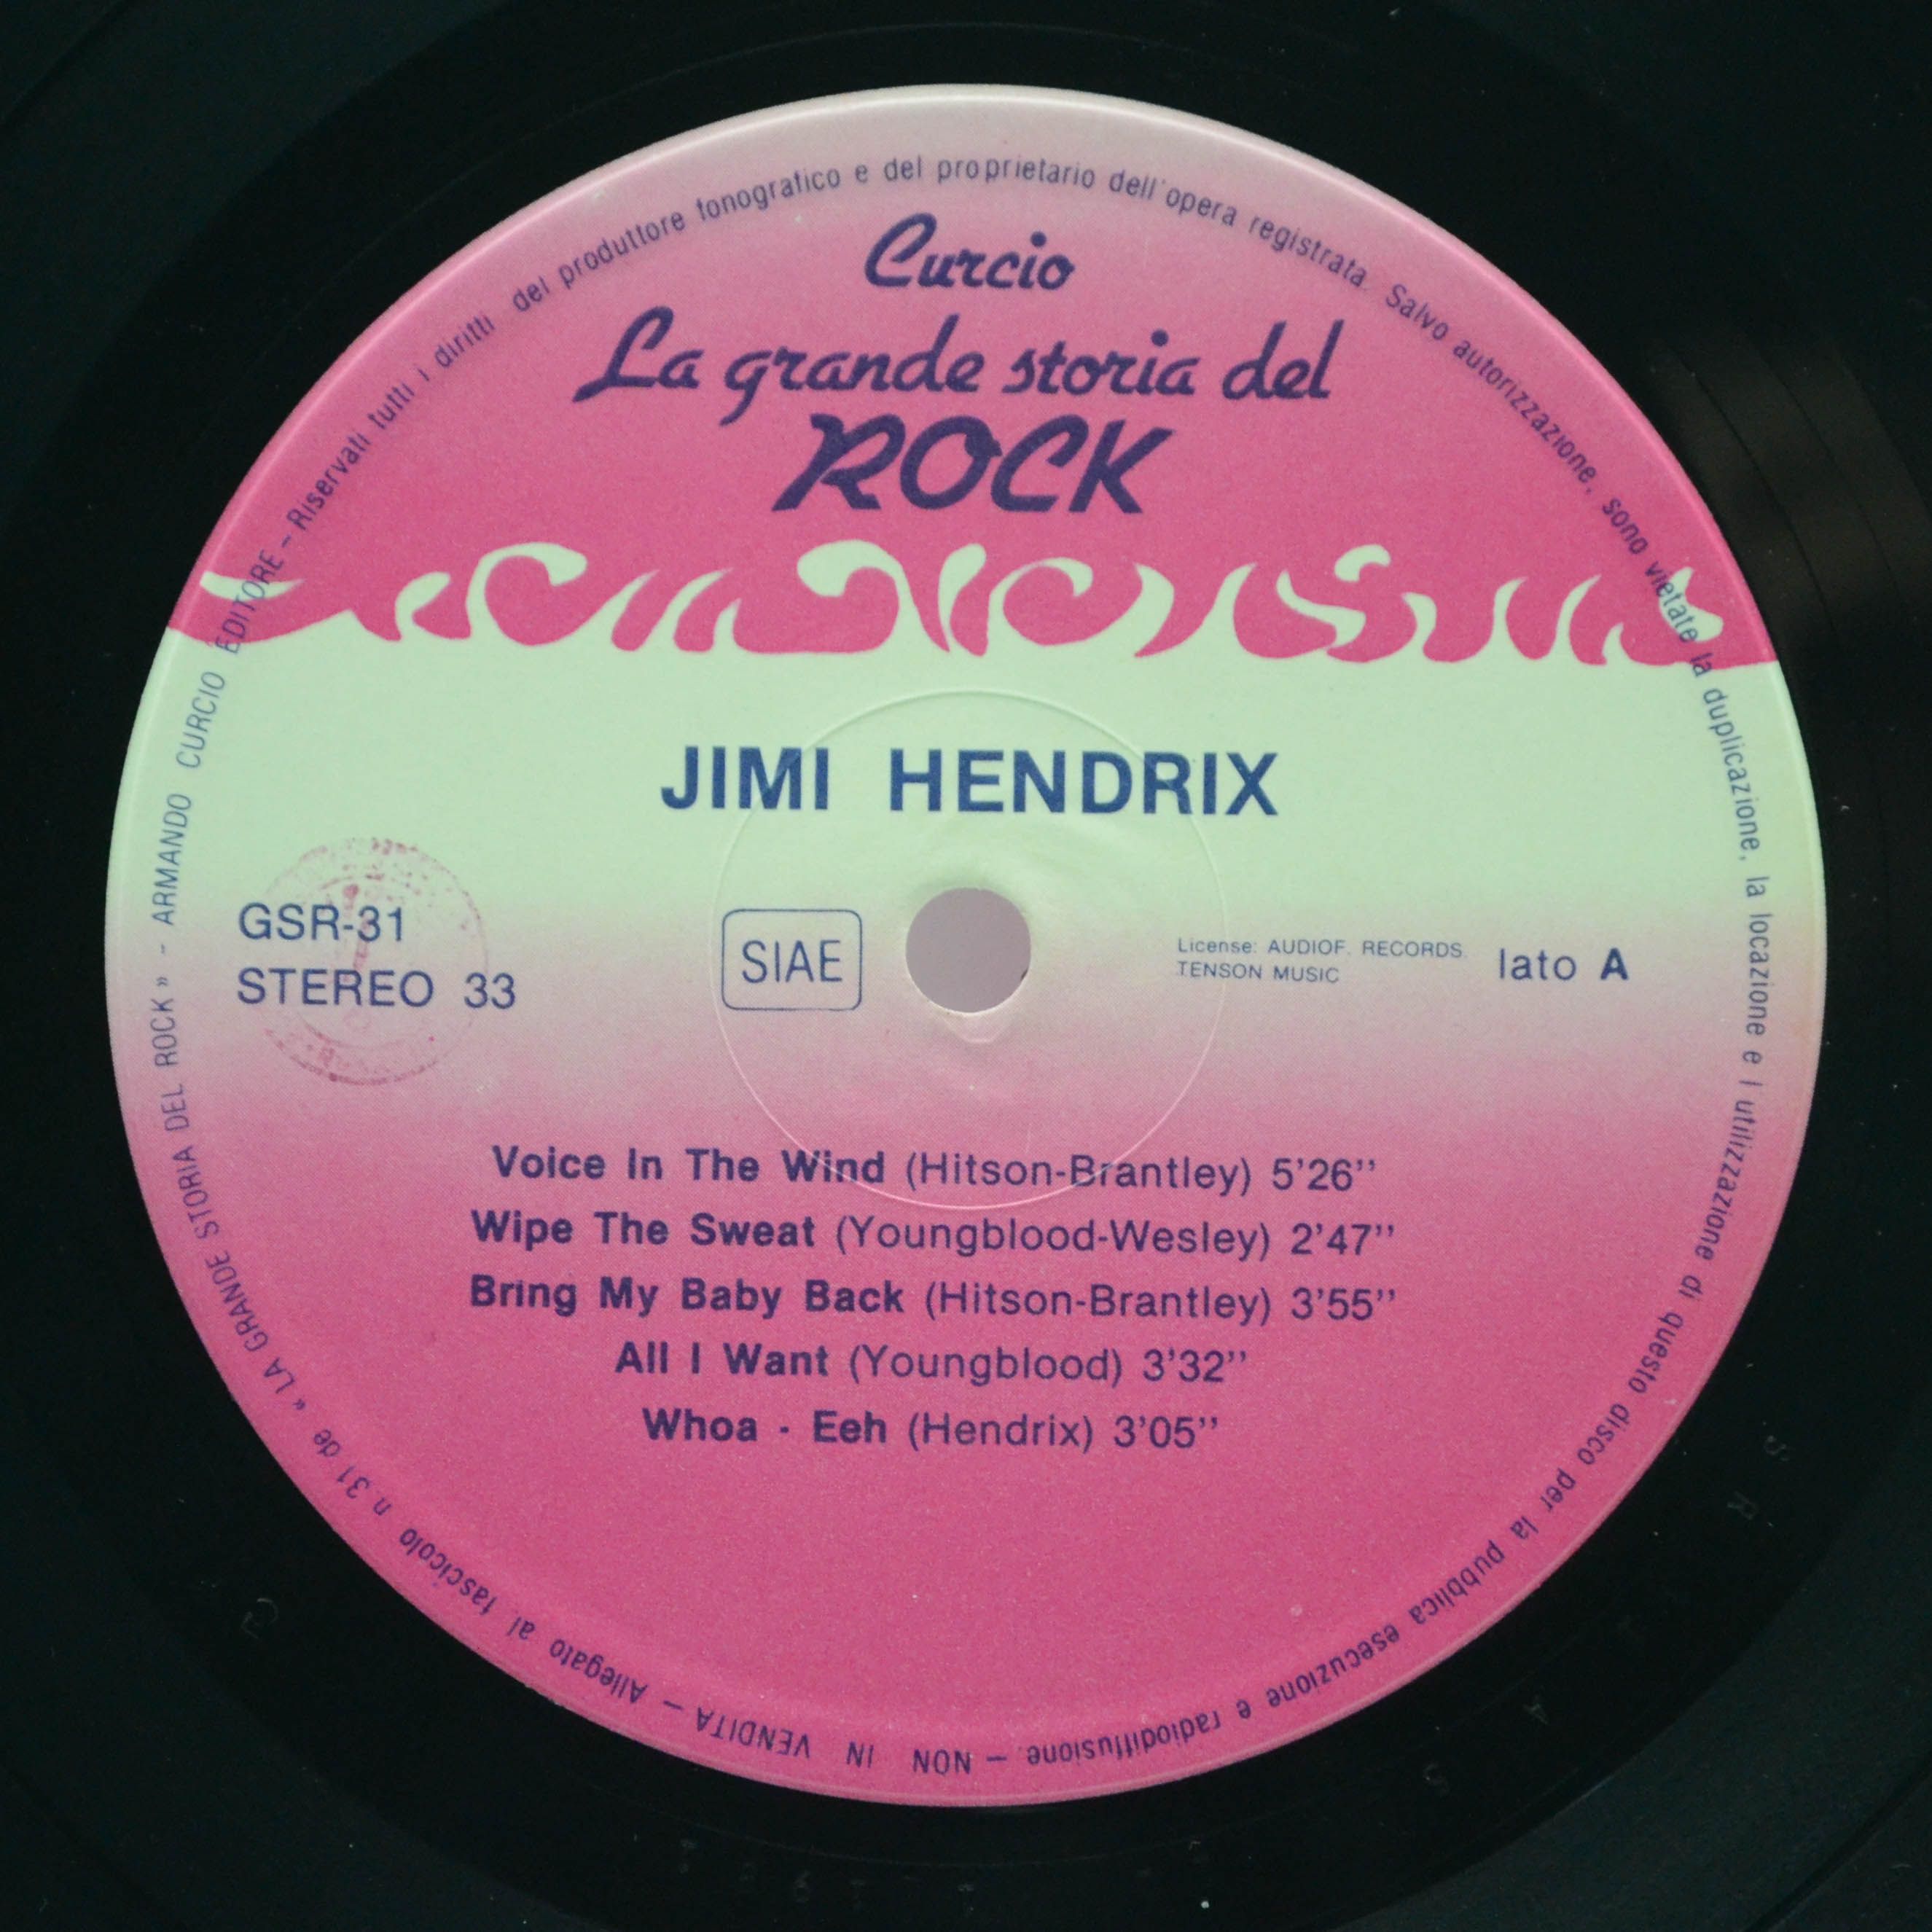 Curcio
La grande storia del
ROCK
JIMI HENDRIX
GSR-31
STEREO 33
SIAE
License: AUDIOF. RECORDS.
TENSON MUSIC
lato A
Voice In The Wind (Hitson-Brantley) 5'26''
Wipe The Sweat (Youngblood-Wesley) 2'47''
Bring My Baby Back (Hitson-Brantley) 3'55''
All I Want (Youngblood) 3'32''
Whoa - Eeh (Hendrix) 3'05''
NON IN VENDITA – Allegato al fascicolo n. 31 de « LA GRANDE STORIA DEL ROCK » - ARMANDO CURCIO EDITORE – Riservati tutti i diritti del produttore fonografico e del proprietario dell'opera registrata. Salvo autorizzazione, sono vietate la duplicazione, la locazione e l'utilizzazione di questo disco per la pubblica esecuzione e radiodiffusione. –